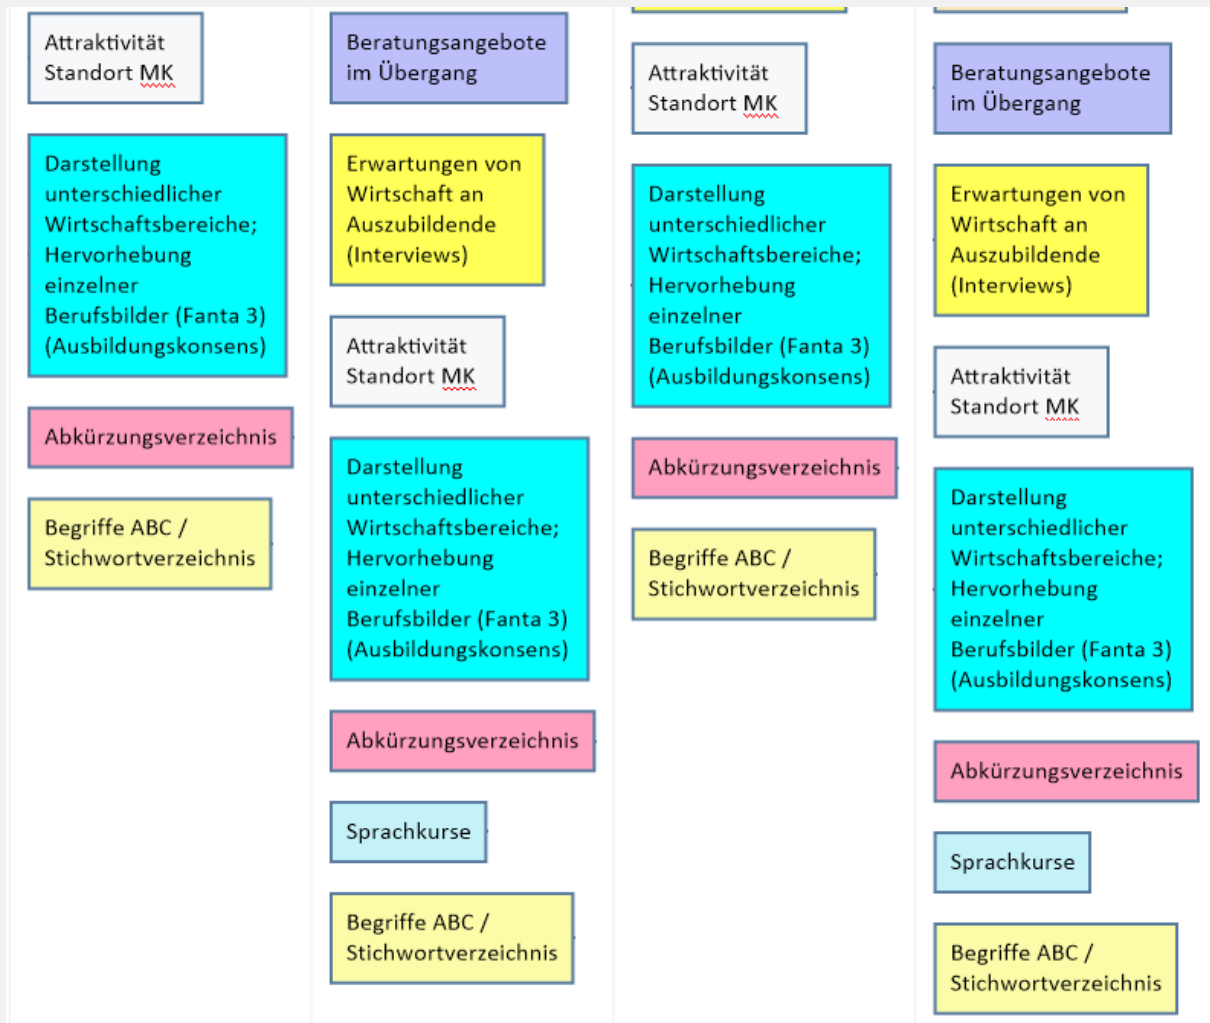 Attraktivität
Standort MK
Darstellung
unterschiedlicher
Wirtschaftsbereiche;
Hervorhebung
einzelner
Berufsbilder (Fanta 3)
(Ausbildungskonsens)
Abkürzungsverzeichnis
Begriffe ABC /
Stichwortverzeichnis
Beratungsangebote
im Übergang
Erwartungen von
Wirtschaft an
Auszubildende
(Interviews)
Attraktivität
Standort MK
Darstellung
unterschiedlicher
Wirtschaftsbereiche;
Hervorhebung
einzelner
Berufsbilder (Fanta 3)
(Ausbildungskonsens)
Abkürzungsverzeichnis
Sprachkurse
Begriffe ABC /
Stichwortverzeichnis
Attraktivität
Standort MK
Darstellung
unterschiedlicher
Wirtschaftsbereiche;
Hervorhebung
einzelner
Berufsbilder (Fanta 3)
(Ausbildungskonsens)
Abkürzungsverzeichnis
Begriffe ABC /
Stichwortverzeichnis
Beratungsangebote
im Übergang
Erwartungen von
Wirtschaft an
Auszubildende
(Interviews)
Attraktivität
Standort MK
Darstellung
unterschiedlicher
Wirtschaftsbereiche;
Hervorhebung
einzelner
Berufsbilder (Fanta 3)
(Ausbildungskonsens)
Abkürzungsverzeichnis
Sprachkurse
Begriffe ABC /
Stichwortverzeichnis